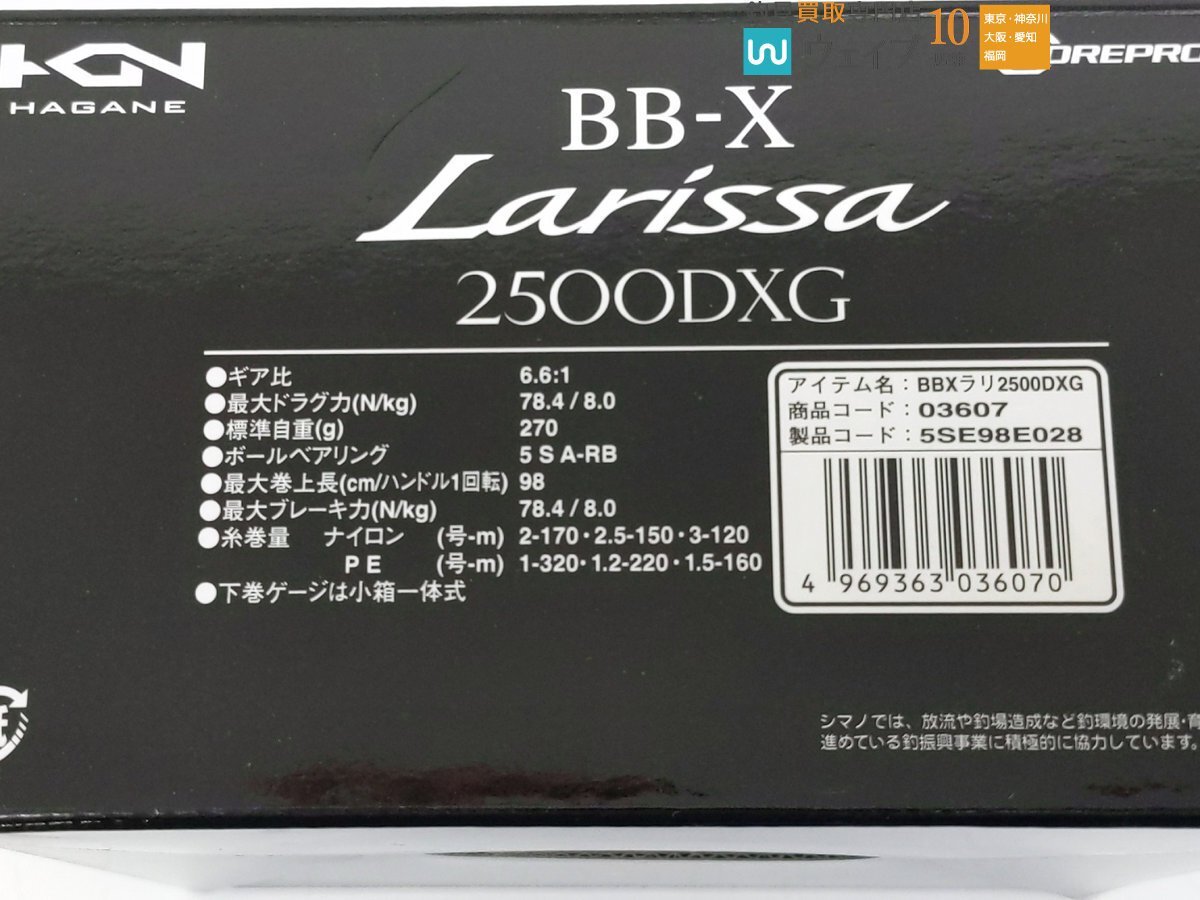 買取
10
東京・神奈川
大阪・愛知
福岡
HAGANE
OREPRO
BB-X
Larissa
2500DXG
●ギア比 6.6:1
●最大ドラグ力(N/kg) 78.4 / 8.0
●標準自重(g) 270
●ボールベアリング 5 S A-RB
●最大巻上長(cm/ハンドル1回転) 98
●最大ブレーキ力(N/kg) 78.4 / 8.0
●糸巻量 ナイロン (号-m) 2-170・2.5-150・3-120
PE (号-m) 1-320・1.2-220・1.5-160
●下巻ゲージは小箱一体式
アイテム名:BBXラリ2500DXG
商品コード:03607
製品コード:5SE98E028
4 969363 036070
シマノでは、放流や釣場造成など釣環境の発展・育
進めている釣振興事業に積極的に協力しています。